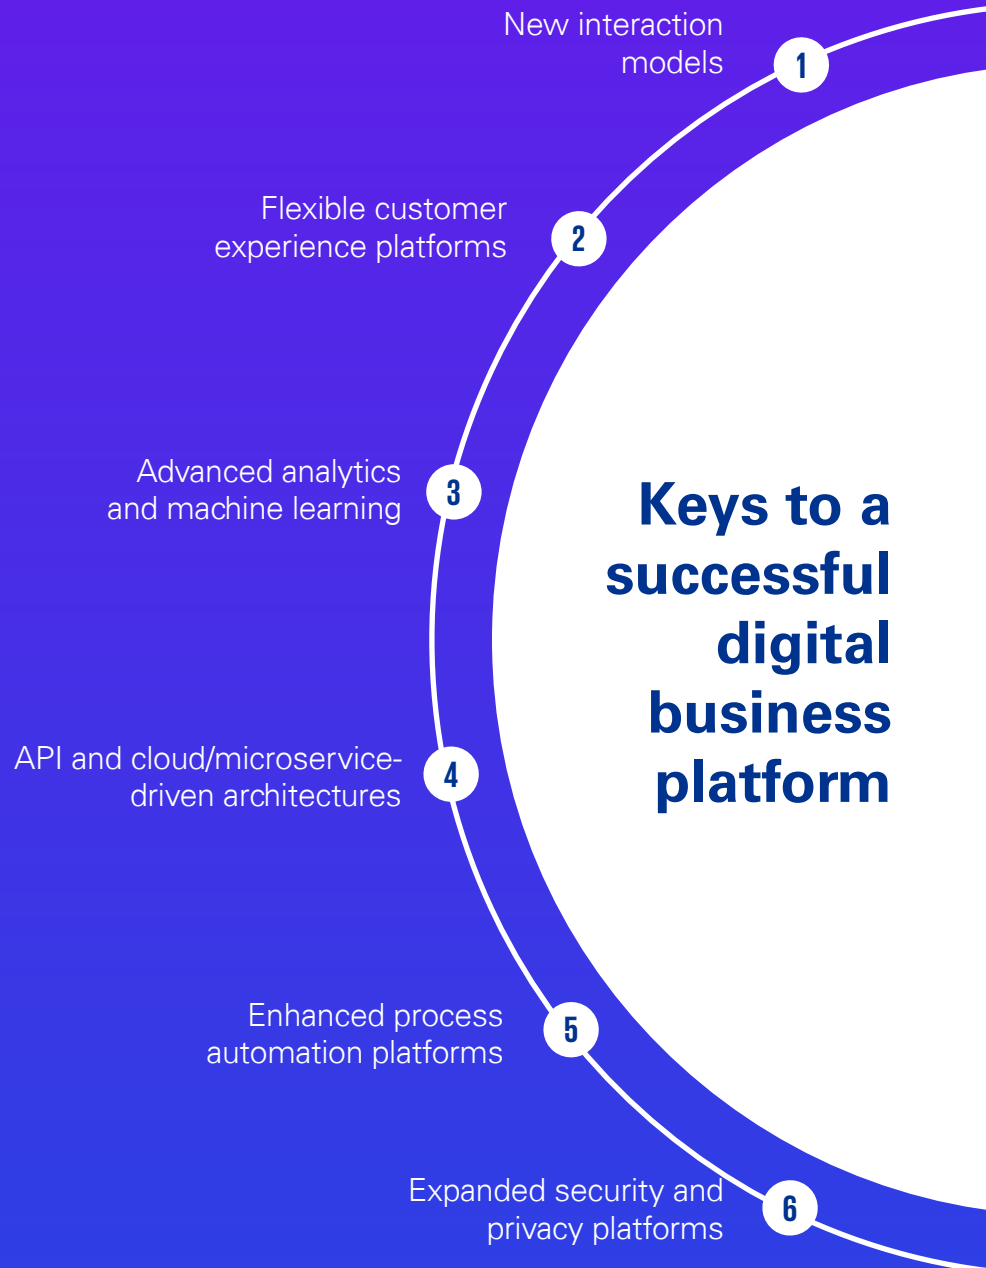 New interaction
models
1
Flexible customer
experience platforms
2
Advanced analytics
and machine learning
3
Keys to a
successful
digital
business
platform
API and cloud/microservice-
driven architectures
4
Enhanced process
automation platforms
5
Expanded security and
privacy platforms
6